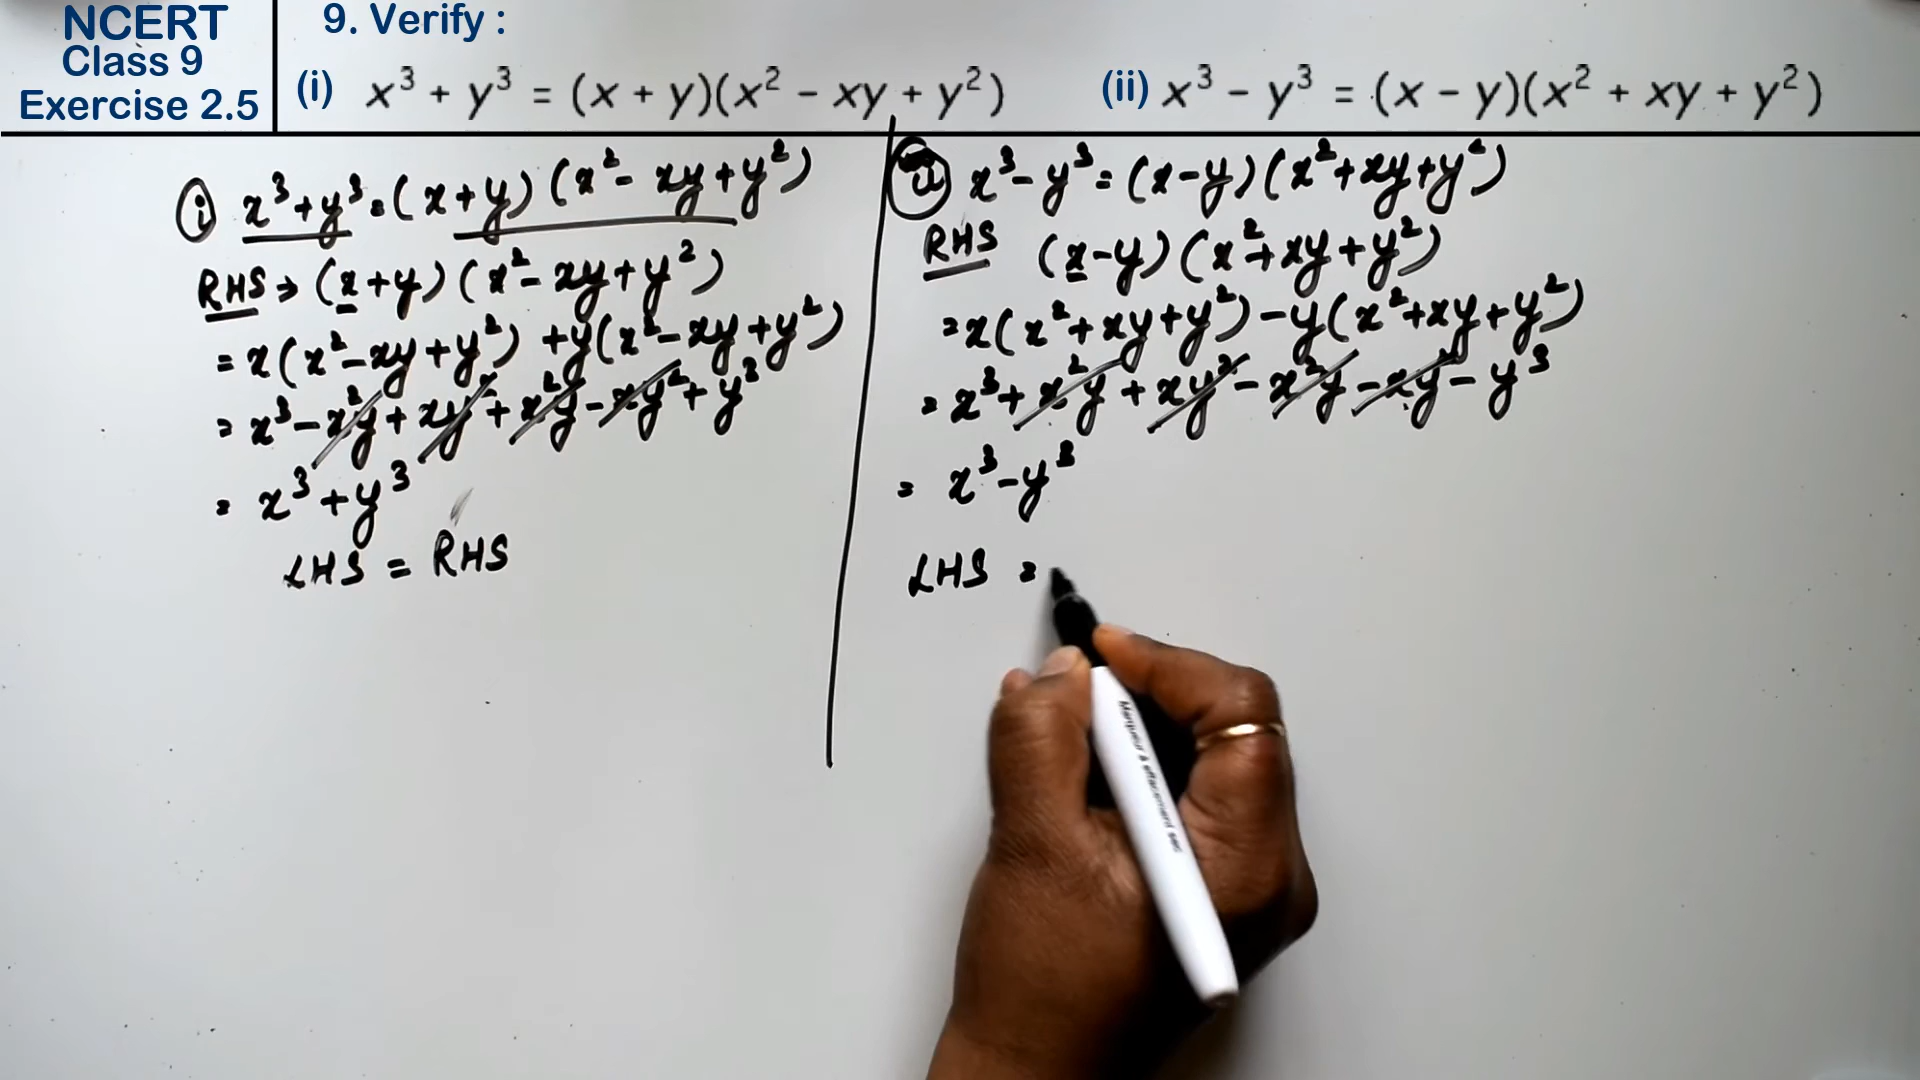 NCERT
Class 9
Exercise 2.5
9. Verify :
(i) x³ + y³ = (x + y)(x² - xy + y²)
(ii) x³ - y³ = (x - y)(x² + xy + y²)
(i) x³+y³=(x+y)(x²-xy+y²)
RHS → (x+y)(x²-xy+y²)
= x(x²-xy+y²) +y(x²-xy+y²)
= x³-x²y+xy²+x²y-xy²+y³
= x³+y³
LHS = RHS
(ii) x³-y³=(x-y)(x²+xy+y²)
RHS (x-y)(x²+xy+y²)
=x(x²+xy+y²)-y(x²+xy+y²)
= x³+x²y+xy²-x²y-xy²-y³
= x³-y³
LHS =
Marqueur à effacement sec